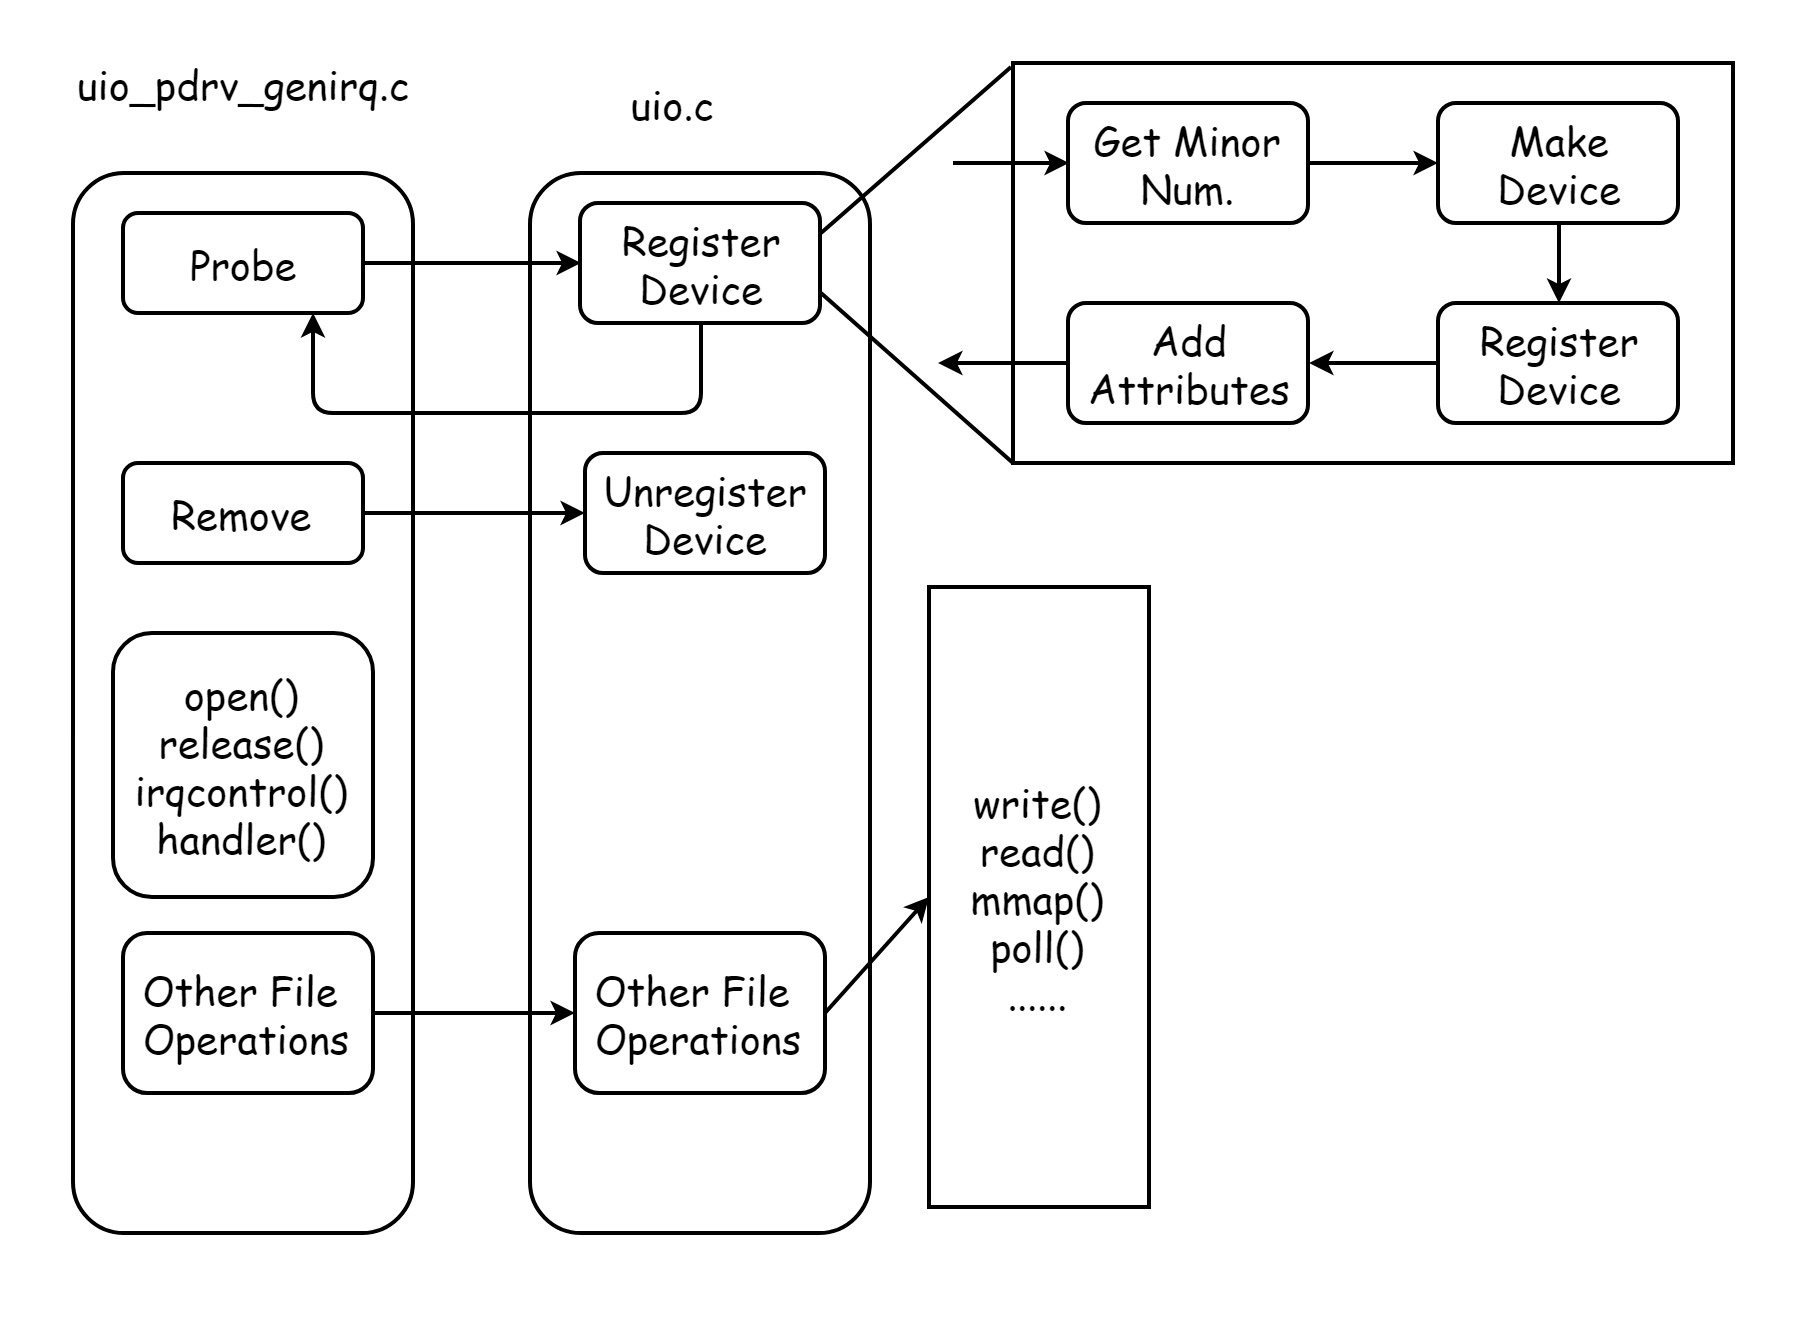 uio_pdrv_genirq.c
uio.c
Probe
Register
Device
Get Minor
Num.
Make
Device
Add
Attributes
Register
Device
Remove
Unregister
Device
open()
release()
irqcontrol()
handler()
Other File
Operations
Other File
Operations
write()
read()
mmap()
poll()
......